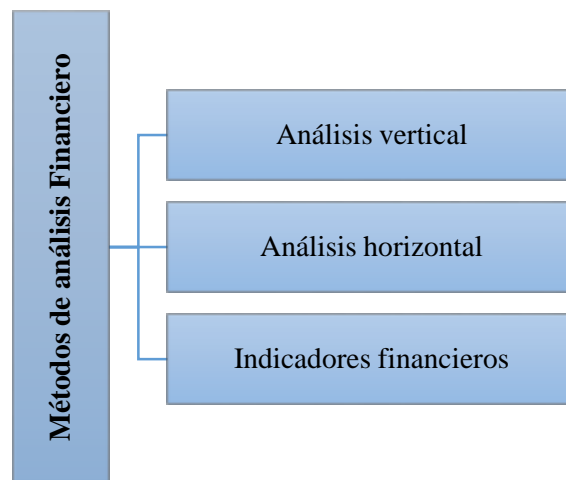 Métodos de análisis Financiero
Análisis vertical
Análisis horizontal
Indicadores financieros